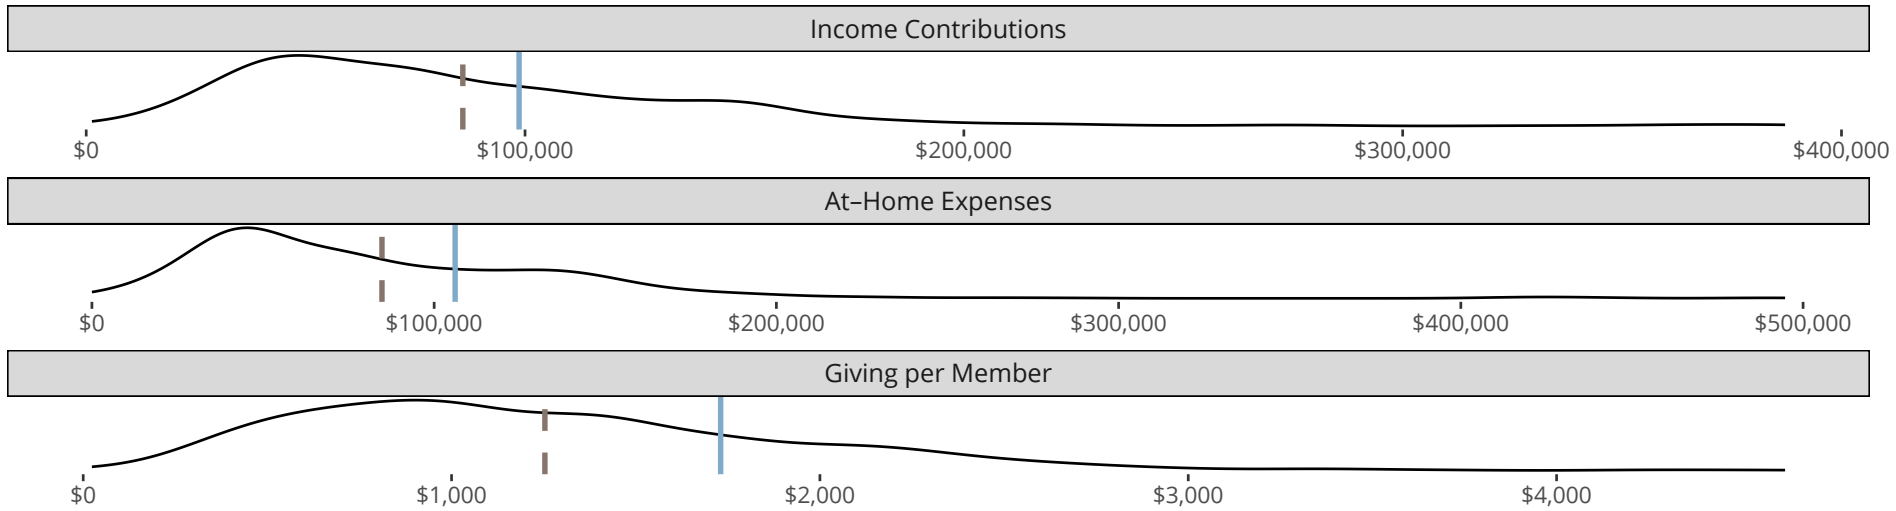 Income Contributions
$0 $100,000 $200,000 $300,000 $400,000
At–Home Expenses
$0 $100,000 $200,000 $300,000 $400,000 $500,000
Giving per Member
$0 $1,000 $2,000 $3,000 $4,000